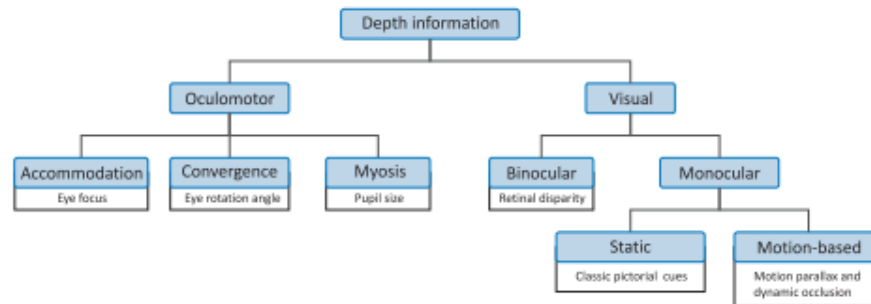 Depth information
Oculomotor
Visual
Accommodation
Eye focus
Convergence
Eye rotation angle
Myosis
Pupil size
Binocular
Retinal disparity
Monocular
Static
Classic pictorial cues
Motion-based
Motion parallax and
dynamic occlusion